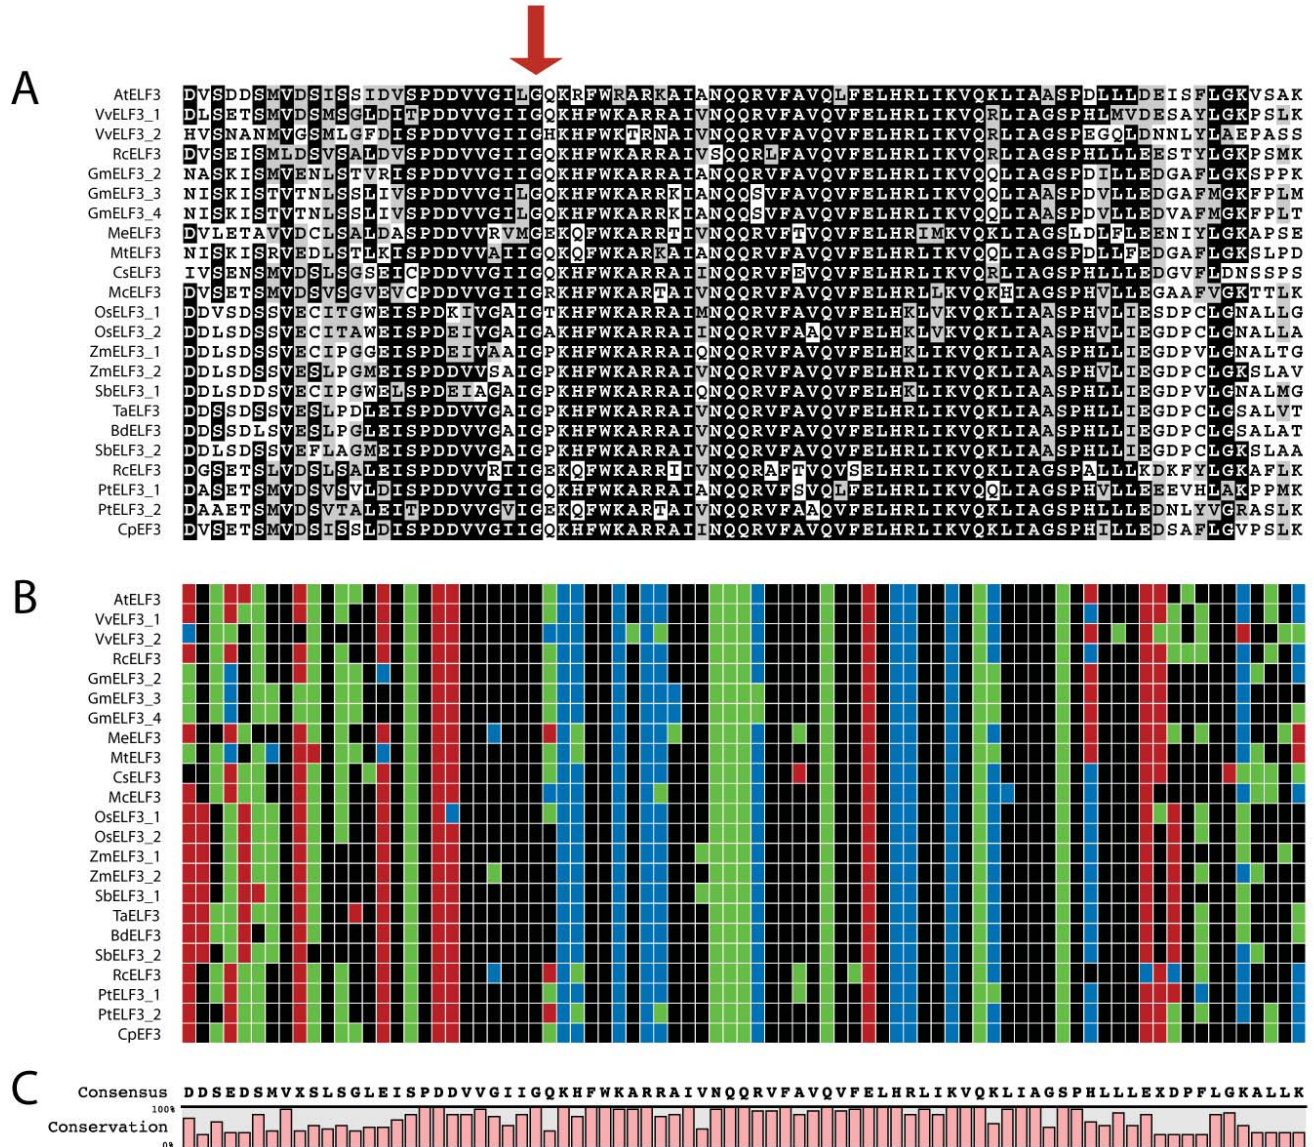 A
AtELF3 DVSDDSMVDSISSIDVSPDDVVGILGQKRFWRARKAIANQQRVFAVQLFELHRLIKVQKLIAASPDLLLDEISFLGKVSAK
VvELF3_1 DLSETSMVDSMSGLDITPDDVVGIIGQKHFWKARRAIVNQQRVFAVQVFELHRLIKVQRLIAGSPHLMVDESAYLGKPSLK
VvELF3_2 HVSNANMVGSMLGFDISPDDVVGIIGHKHFWKTRNAIVNQQRVFAVQVFELHRLIKVQRLIAGSPEGQLDNNLYLAEPASS
RcELF3 DVSEISMLDSVSALDVSPDDVVGIIGQKHFWKARRAIVSQQRLFAVQVFELHRLIKVQRLIAGSPHLLLEESTYLGKPSMK
GmELF3_2 NASKISMVENLSTVRISPDDVVGIIGQKHFWKARRAIANQQRVFAVQVFELHRLIKVQQLIAGSPDILLEDGAFLGKSPPK
GmELF3_3 NISKISTVTNLSSLIVSPDDVVGILGQKHFWKARRKIANQQSVFAVQVFELHRLIKVQQLIAASPDVLLEDGAFMGKFPLM
GmELF3_4 NISKISTVTNLSSLIVSPDDVVGILGQKHFWKARRKIANQQSVFAVQVFELHRLIKVQQLIAASPDVLLEDVAFMGKFPLT
MeELF3 DVLETAVVDCLSALDASPDDVVRVMGEKQFWKARRTIVNQQRVFTVQVFELHRIMKVQKLIAGSLDLFLEENIYLGKAPSE
MtELF3 NISKISRVEDLSTLKISPDDVVAIIGQKQFWKARKAIANQQRVFAVQVFELHRLIKVQQLIAGSPDLLFEDGAFLGKSLPD
CsELF3 IVSENSMVDSLSGSEICPDDVVGIIGQKHFWKARRAIINQQRVFEVQVFELHRLIKVQRLIAGSPHLLLEDGVFLDNSSPS
McELF3 DVSETSMVDSVSGVEVCPDDVVGIIGRKHFWKARTAIVNQQRVFAVQVFELHRLLKVQKHIAGSPHVLLEGAAFVGKTTLK
OsELF3_1 DDVSDSSVECITGWEISPDKIVGAIGTKHFWKARRAIMNQQRVFAVQVFELHKLVKVQKLIAASPHVLIESDPCLGNALLG
OsELF3_2 DDLSDSSVECITAWEISPDEIVGAIGAKHFWKARRAIINQQRVFAAQVFELHKLVKVQKLIAASPHVLIEGDPCLGNALLA
ZmELF3_1 DDLSDSSVECIPGGEISPDEIVAAIGPKHFWKARRAIQNQQRVFAVQVFELHKLIKVQKLIAASPHLLIEGDPVLGNALTG
ZmELF3_2 DDLSDSSVESLPGMEISPDDVVSAIGPKHFWKARRAIVNQQRVFAVQVFELHRLIKVQKLIAASPHVLIEGDPCLGKSLAV
SbELF3_1 DDLSDDSVECIPGWELSPDEIAGAIGPKHFWKARRAIQNQQRVFAVQVFELHKLIKVQKLIAASPHLLIEGDPVLGNALMG
TaELF3 DDSSDSSVESLPDLEISPDDVVGAIGPKHFWKARRAIVNQQRVFAVQVFELHRLIKVQKLIAASPHLLIEGDPCLGSALVT
BdELF3 DDSSDLSVESLPGLEISPDDVVGAIGPKHFWKARRAIVNQQRVFAVQVFELHRLIKVQKLIAASPHLLIEGDPCLGSALAT
SbELF3_2 DDLSDSSVEFLAGMEISPDDVVGAIGPKHFWKARRAIVNQQRVFAVQVFELHRLIKVQKLIAASPHLLIEGDPCLGKSLAA
RcELF3 DGSETSLVDSLSALEISPDDVVRIIGEKQFWKARRIIVNQQRAFTVQVSELHRLIKVQKLIAGSPALLLKDKFYLGKAFLK
PtELF3_1 DASETSMVDSVSVLDISPDDVVGIIGQKHFWKARRAIANQQRVFSVQLFELHRLIKVQQLIAGSPHVLLEEEVHLAKPPMK
PtELF3_2 DAAETSMVDSVTALEITPDDVVGVIGEKQFWKARTAIVNQQRVFAAQVFELHRLIKVQKLIAGSPHLLLEDNLYVGRASLK
CpEF3 DVSETSMVDSISSLDISPDDVVGIIGQKHFWKARRAIINQQRVFAVQVFELHRLIKVQKLIAGSPHILLEDSAFLGVPSLK
B
AtELF3
VvELF3_1
VvELF3_2
RcELF3
GmELF3_2
GmELF3_3
GmELF3_4
MeELF3
MtELF3
CsELF3
McELF3
OsELF3_1
OsELF3_2
ZmELF3_1
ZmELF3_2
SbELF3_1
TaELF3
BdELF3
SbELF3_2
RcELF3
PtELF3_1
PtELF3_2
CpEF3
C
Consensus DDSEDSMVXSLSGLEISPDDVVGIIGQKHFWKARRAIVNQQRVFAVQVFELHRLIKVQKLIAGSPHLLLEXDPFLGKALLK
100%
Conservation
0%